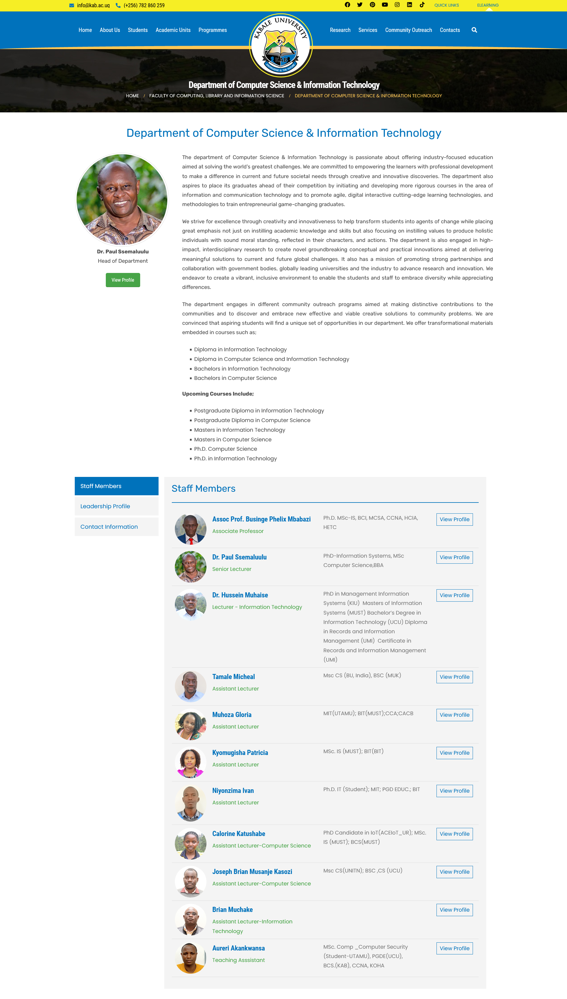 info@kab.ac.ug (+256) 782 860 259 QUICK LINKS ELEARNING
Home About Us Students Academic Units Programmes Research Services Community Outreach Contacts
KABALE UNIVERSITY
KAB
KNOWLEDGE IS THE FUTURE
Department of Computer Science & Information Technology
HOME / FACULTY OF COMPUTING, LIBRARY AND INFORMATION SCIENCE / DEPARTMENT OF COMPUTER SCIENCE & INFORMATION TECHNOLOGY
Department of Computer Science & Information Technology
Dr. Paul Ssemaluulu
Head of Department
View Profile
The department of Computer Science & Information Technology is passionate about offering industry-focused education
aimed at solving the world’s greatest challenges. We are committed to empowering the learners with professional development
to make a difference in current and future societal needs through creative and innovative discoveries. The department also
aspires to place its graduates ahead of their competition by initiating and developing more rigorous courses in the area of
information and communication technology and to promote agile, digital interactive cutting-edge learning technologies, and
methodologies to train entrepreneurial game-changing graduates.
We strive for excellence through creativity and innovativeness to help transform students into agents of change while placing
great emphasis not just on instilling academic knowledge and skills but also focusing on instilling values to produce holistic
individuals with sound moral standing, reflected in their characters, and actions. The department is also engaged in high-
impact, interdisciplinary research to create novel groundbreaking conceptual and practical innovations aimed at delivering
meaningful solutions to current and future global challenges. It also has a mission of promoting strong partnerships and
collaboration with government bodies, globally leading universities and the industry to advance research and innovation. We
endeavor to create a vibrant, inclusive environment to enable the students and staff to embrace diversity while appreciating
differences.
The department engages in different community outreach programs aimed at making distinctive contributions to the
communities and to discover and embrace new effective and viable creative solutions to community problems. We are
convinced that aspiring students will find a unique set of opportunities in our department. We offer transformational materials
embedded in courses such as;
Diploma in Information Technology
Diploma in Computer Science and Information Technology
Bachelors in Information Technology
Bachelors in Computer Science
Upcoming Courses Include;
Postgraduate Diploma in Information Technology
Postgraduate Diploma in Computer Science
Masters in Information Technology
Masters in Computer Science
Ph.D. Computer Science
Ph.D. in Information Technology
Staff Members
Leadership Profile
Contact Information
Staff Members
Assoc Prof. Businge Phelix Mbabazi
Associate Professor
Ph.D. MSc-IS, BCI, MCSA, CCNA, HCIA,
HETC
View Profile
Dr. Paul Ssemaluulu
Senior Lecturer
PhD-Information Systems, MSc
Computer Science,BBA
View Profile
Dr. Hussein Muhaise
Lecturer - Information Technology
PhD in Management Information
Systems (KIU) Masters of Information
Systems (MUST) Bachelor’s Degree in
Information Technology (UCU) Diploma
in Records and Information
Management (UMI) Certificate in
Records and Information Management
(UMI)
View Profile
Tamale Micheal
Assistant Lecturer
Msc CS (BU, India), BSC (MUK)
View Profile
Muhoza Gloria
Assistant Lecturer
MIT(UTAMU); BIT(MUST);CCA;CACB
View Profile
Kyomugisha Patricia
Assistant Lecturer
MSc. IS (MUST); BIT(BIT)
View Profile
Niyonzima Ivan
Assistant Lecturer
Ph.D. IT (Student); MIT; PGD EDUC.; BIT
View Profile
Calorine Katushabe
Assistant Lecturer-Computer Science
PhD Candidate in IoT(ACEIoT_UR); MSc.
IS (MUST); BCS(MUST)
View Profile
Joseph Brian Musanje Kasozi
Assistant Lecturer-Computer Science
Msc CS(UNITN); BSC ,CS (UCU)
View Profile
Brian Muchake
Assistant Lecturer-Information
Technology
View Profile
Aureri Akankwansa
Teaching Asssistant
MSc. Comp _Computer Security
(Student-UTAMU), PGDE(UCU),
BCS.(KAB), CCNA, KOHA
View Profile